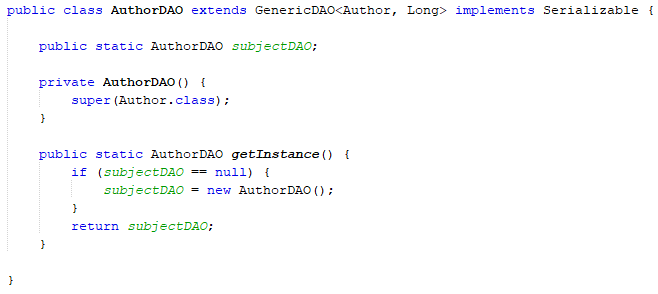 public class AuthorDAO extends GenericDAO<Author, Long> implements Serializable {
public static AuthorDAO subjectDAO;
private AuthorDAO() {
super(Author.class);
}
public static AuthorDAO getInstance() {
if (subjectDAO == null) {
subjectDAO = new AuthorDAO();
}
return subjectDAO;
}
}